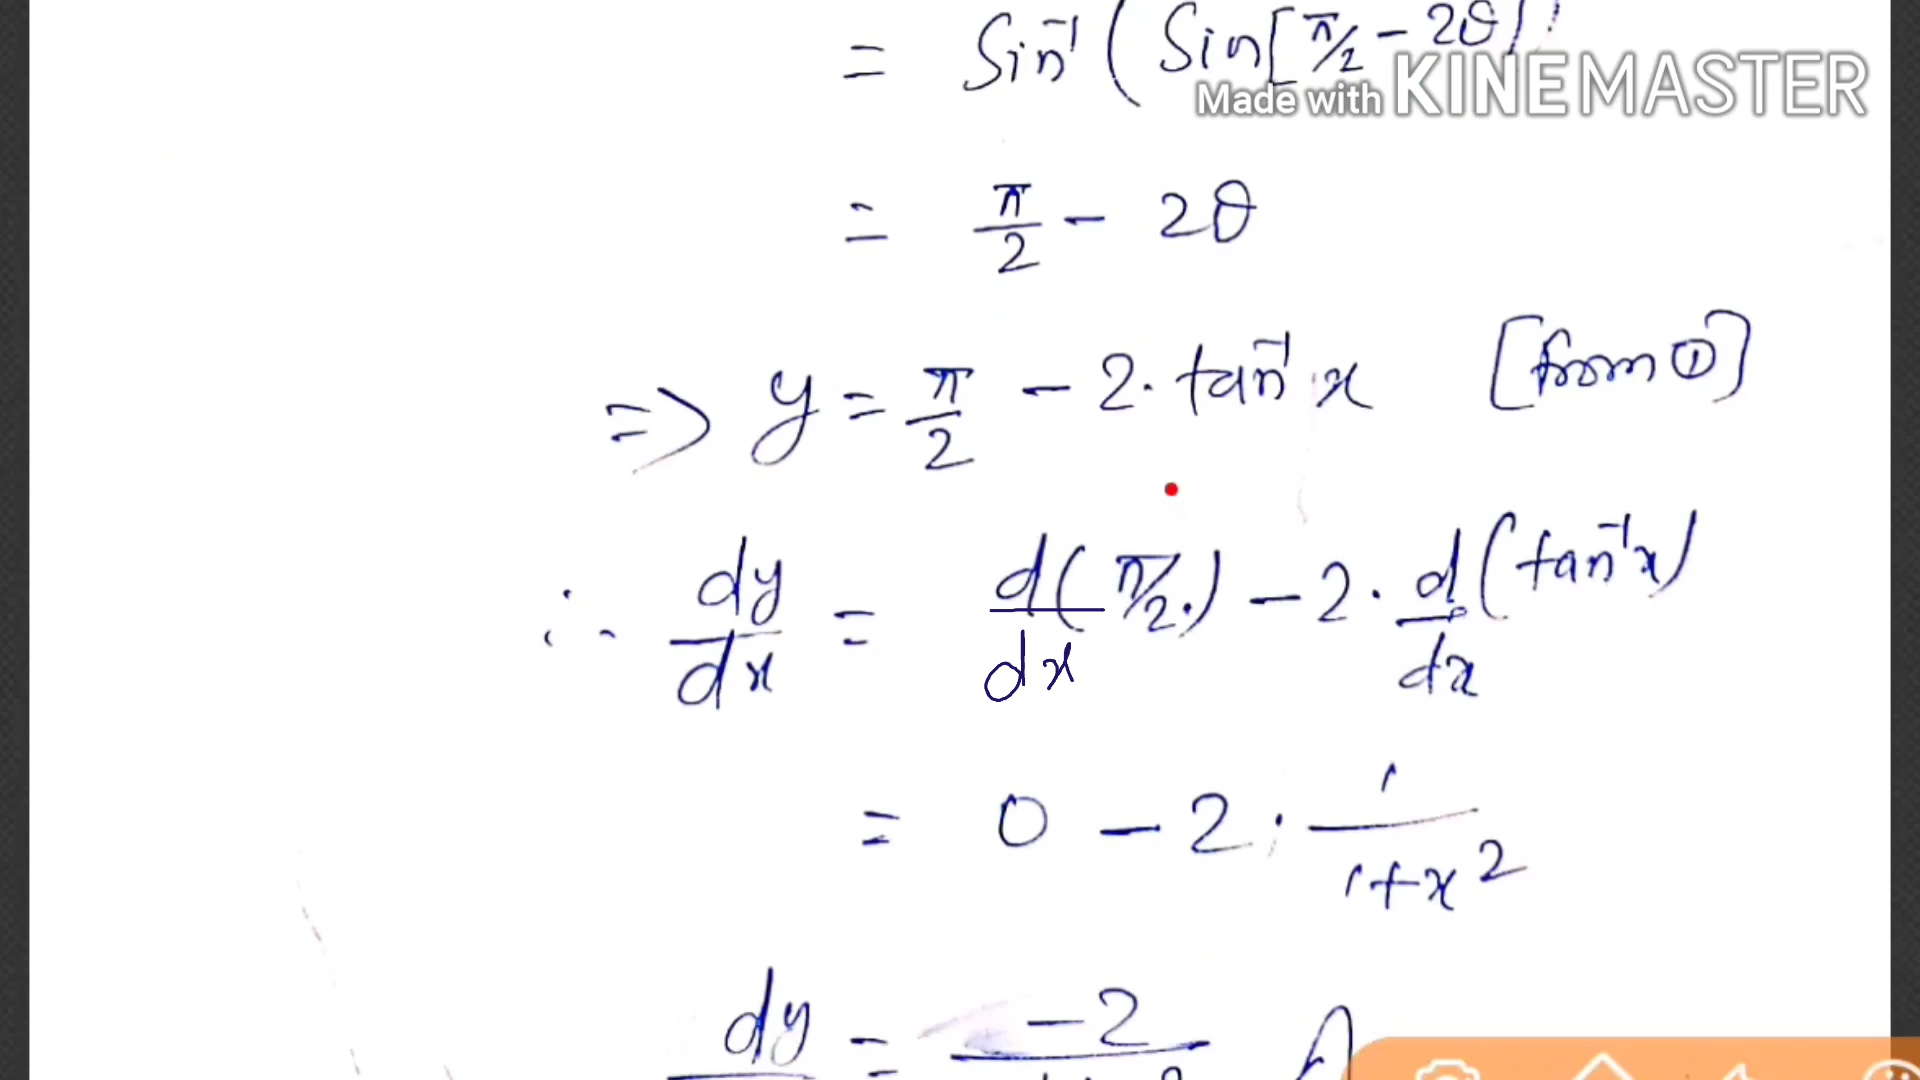 = Sin⁻¹ ( Sin[ π/2 - 2θ ] )
Made with KINEMASTER
= π/2 - 2θ
=> y = π/2 - 2. tan⁻¹ x [from ①]
∴ dy/dx = d/dx (π/2.) - 2. d/dx (tan⁻¹x)
= 0 - 2. 1/1+x²
dy = -2